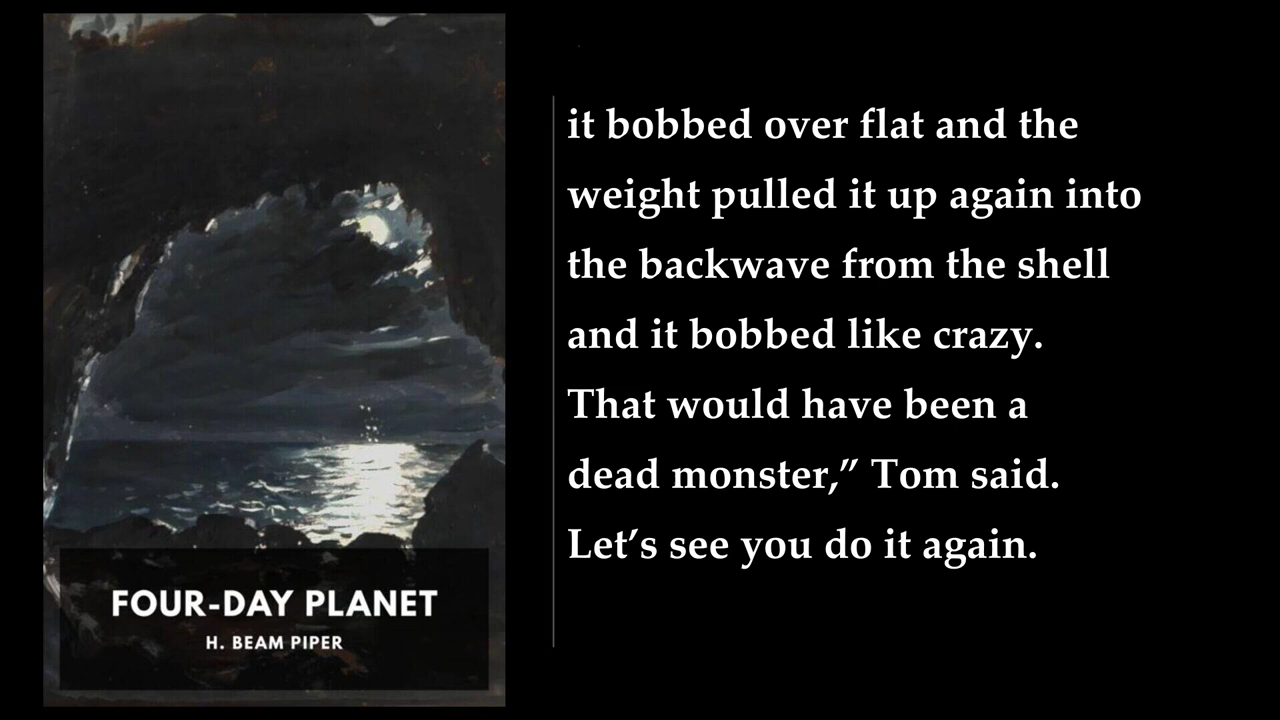 FOUR-DAY PLANET
H. BEAM PIPER
it bobbed over flat and the
weight pulled it up again into
the backwave from the shell
and it bobbed like crazy.
That would have been a
dead monster,” Tom said.
Let’s see you do it again.